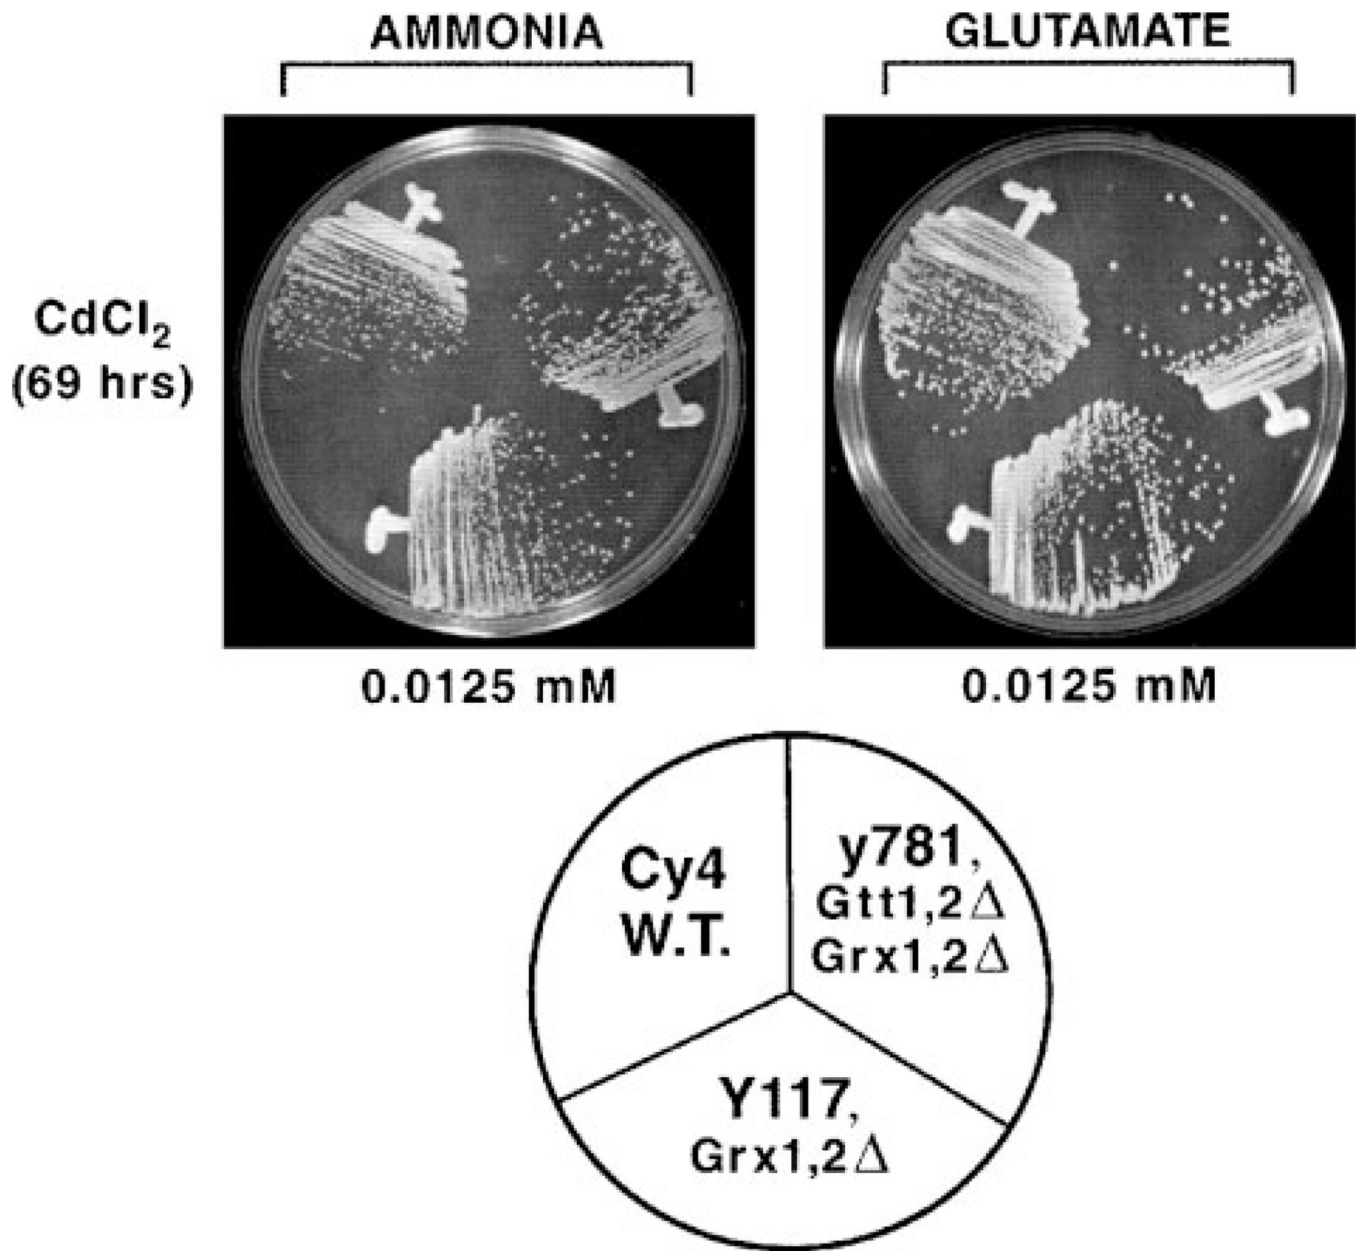 AMMONIA
GLUTAMATE
CdCl₂
(69 hrs)
0.0125 mM
0.0125 mM
Cy4
W.T.
y781,
Gtt1,2Δ
Grx1,2Δ
Y117,
Grx1,2Δ